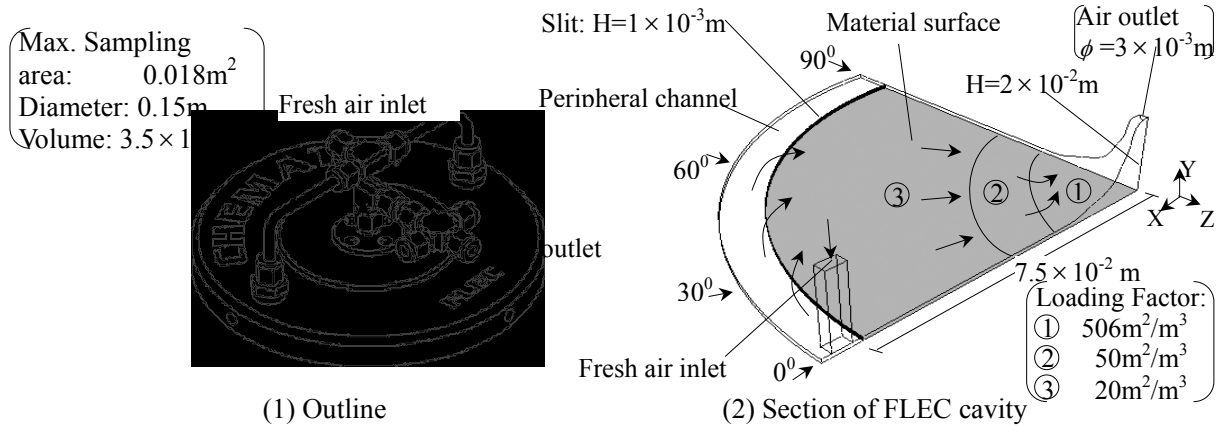 Max. Sampling
area: 0.018m²
Diameter: 0.15m
Volume: 3.5×1
Fresh air inlet
outlet
CHEMAT
FLEC
(1) Outline
Slit: H=1×10⁻³m
Material surface
Air outlet
ϕ=3×10⁻³m
H=2×10⁻²m
Peripheral channel
90⁰
60⁰
30⁰
0⁰
③
②
①
Y
X
Z
7.5×10⁻² m
Fresh air inlet
Loading Factor:
① 506m²/m³
② 50m²/m³
③ 20m²/m³
(2) Section of FLEC cavity